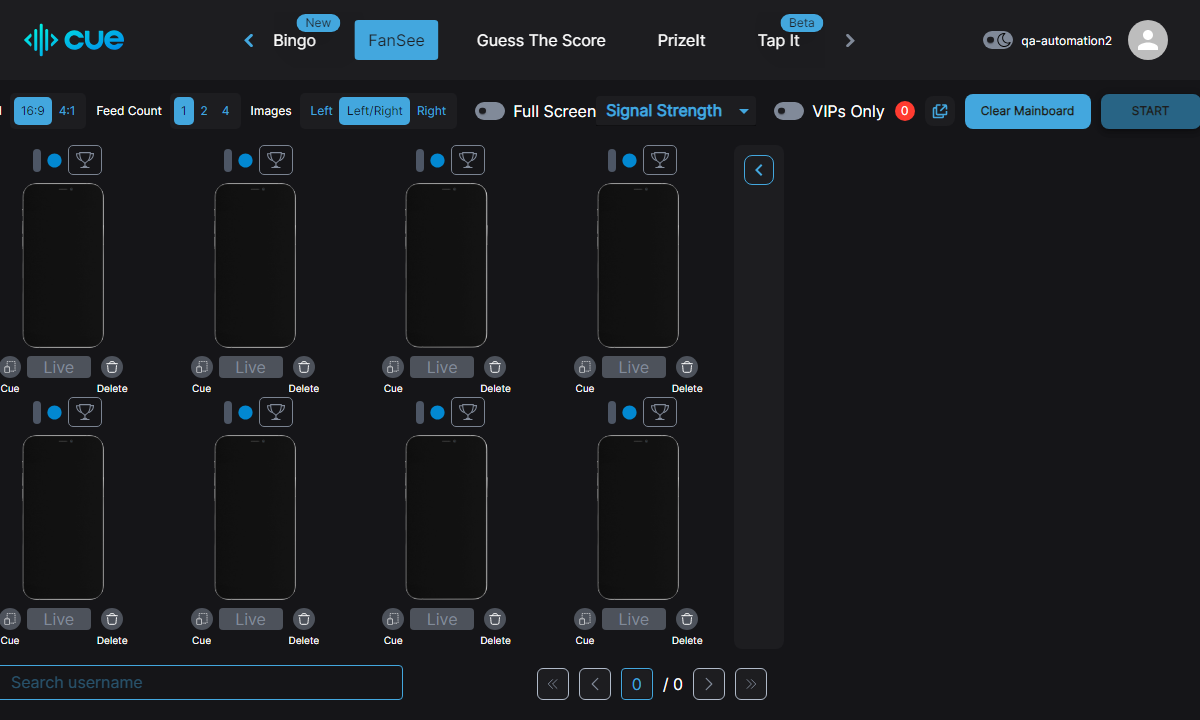 cue
New
Bingo
FanSee
Guess The Score
PrizeIt
Beta
Tap It
qa-automation2
16:9
4:1
Feed Count
1
2
4
Images
Left
Left/Right
Right
Full Screen
Signal Strength
VIPs Only
0
Clear Mainboard
START
Live
Live
Live
Live
Cue
Delete
Cue
Delete
Cue
Delete
Cue
Delete
Live
Live
Live
Live
Cue
Delete
Cue
Delete
Cue
Delete
Cue
Delete
Search username
0
/ 0